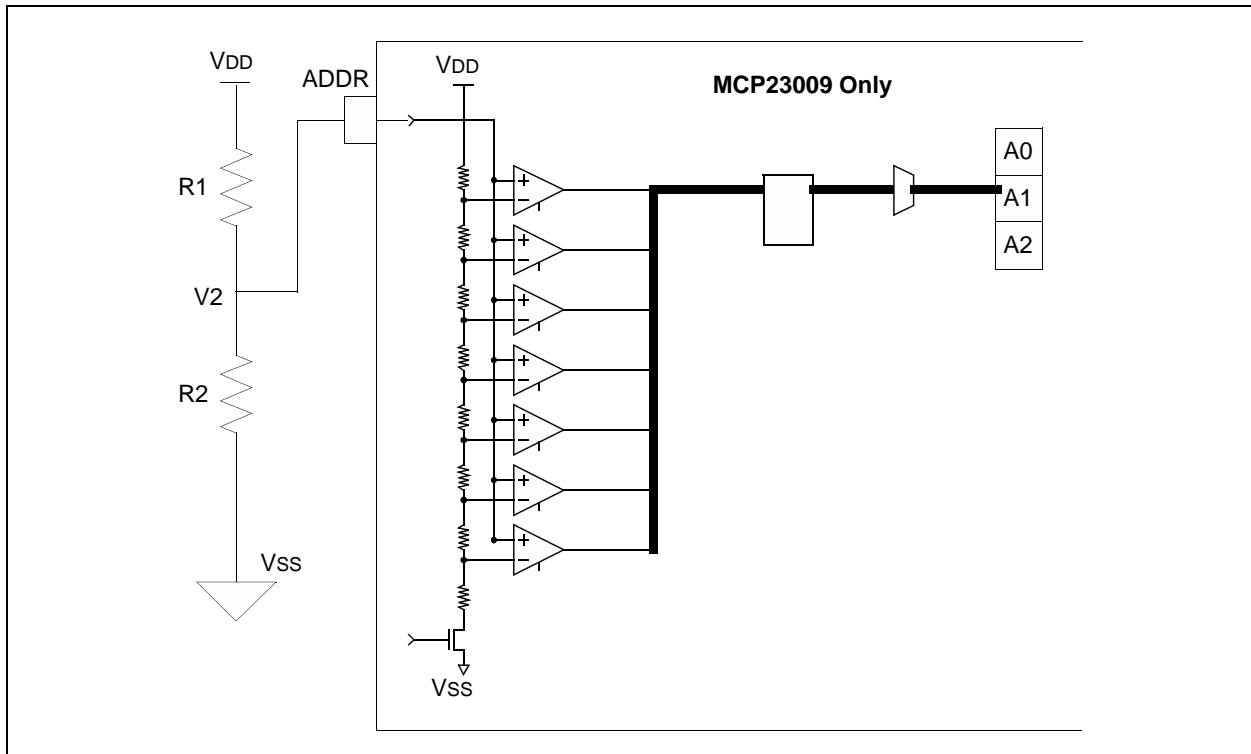 VDD
ADDR
VDD
MCP23009 Only
R1
V2
R2
VSS
A0
A1
A2
+
–
+
–
+
–
+
–
+
–
+
–
+
–
VSS